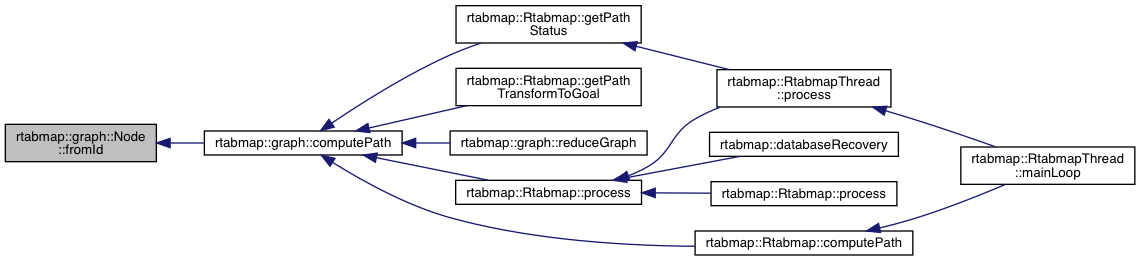 rtabmap::graph::Node
::fromId
rtabmap::graph::computePath
rtabmap::Rtabmap::getPath
Status
rtabmap::Rtabmap::getPath
TransformToGoal
rtabmap::graph::reduceGraph
rtabmap::Rtabmap::process
rtabmap::RtabmapThread
::process
rtabmap::databaseRecovery
rtabmap::Rtabmap::process
rtabmap::Rtabmap::computePath
rtabmap::RtabmapThread
::mainLoop